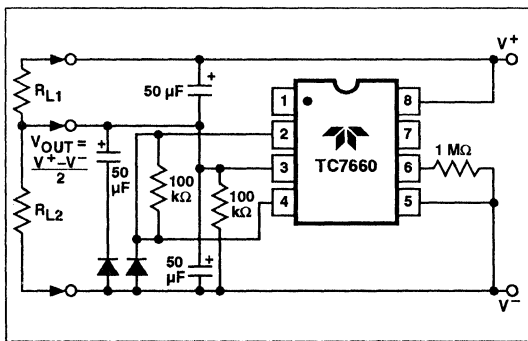 V+
50 µF
+
RL1
1
8
VOUT =
V+–V–
2
+
50
µF
2
7
TC7660
1 MΩ
3
6
100
kΩ
100
kΩ
4
5
RL2
50
µF
+
V–